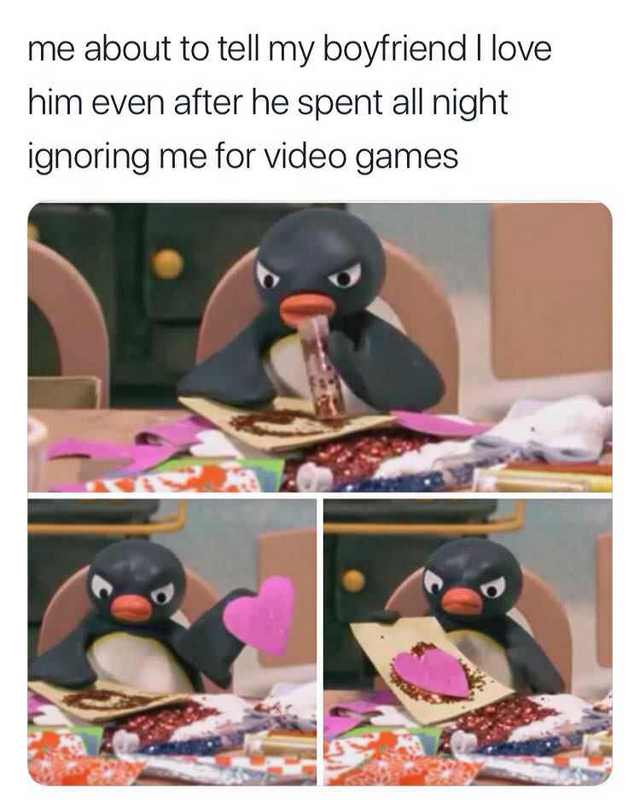 me about to tell my boyfriend I love
him even after he spent all night
ignoring me for video games